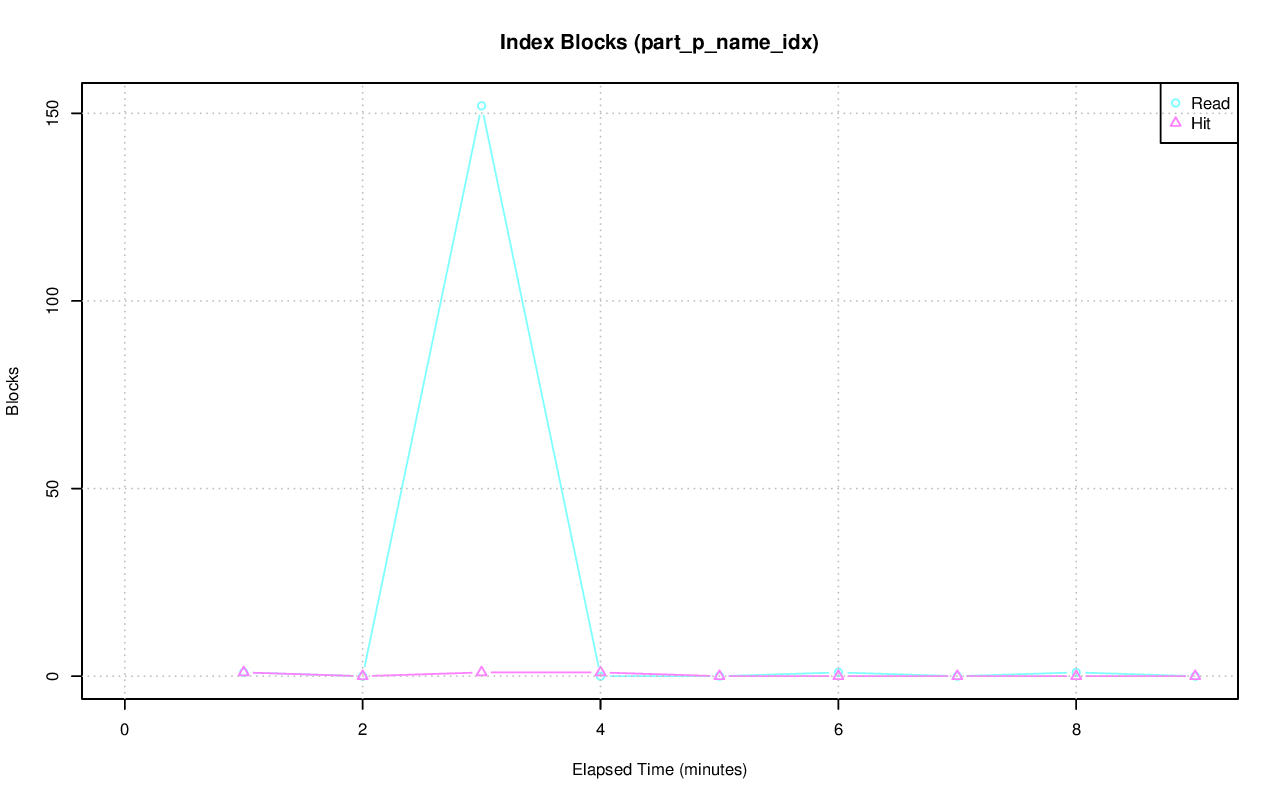 Index Blocks (part_p_name_idx)
Read
Hit
150
100
50
0
Blocks
0 2 4 6 8
Elapsed Time (minutes)